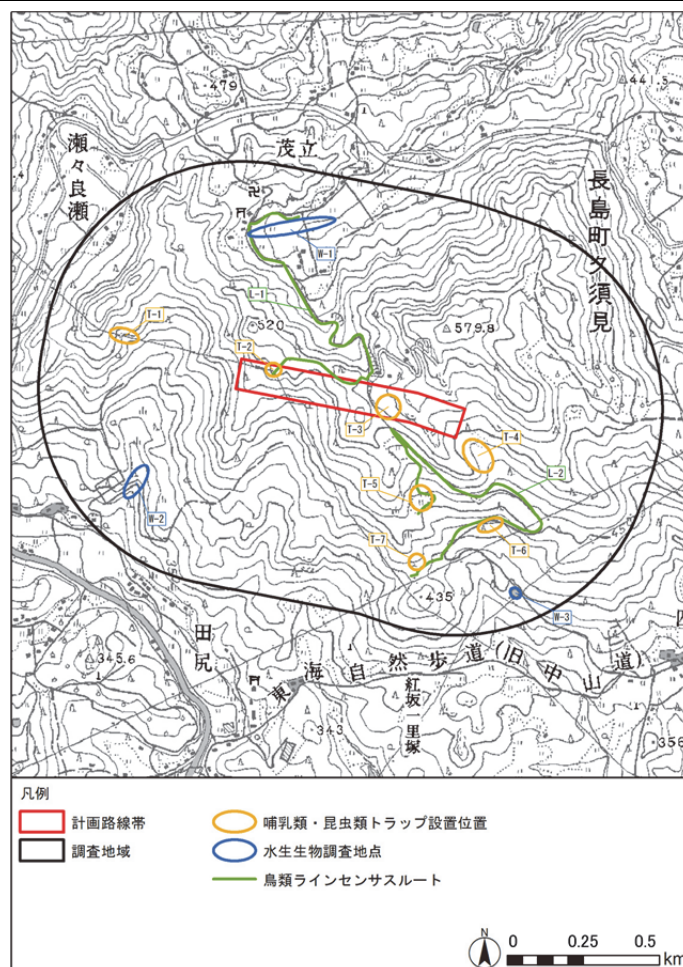 ・479
△441.5
瀬々良瀬
茂立
長島町久須見
W-1
L-1
T-1
・520
△579.8
T-2
T-3
T-4
L-2
T-5
W-2
T-6
T-7
W-3
・435
田尻
△345.6
東海自然歩道(旧中山道)
紅坂一里塚
343
・356
凡例
計画路線帯
調査地域
哺乳類・昆虫類トラップ設置位置
水生生物調査地点
鳥類ラインセンサスルート
N
0 0.25 0.5
km